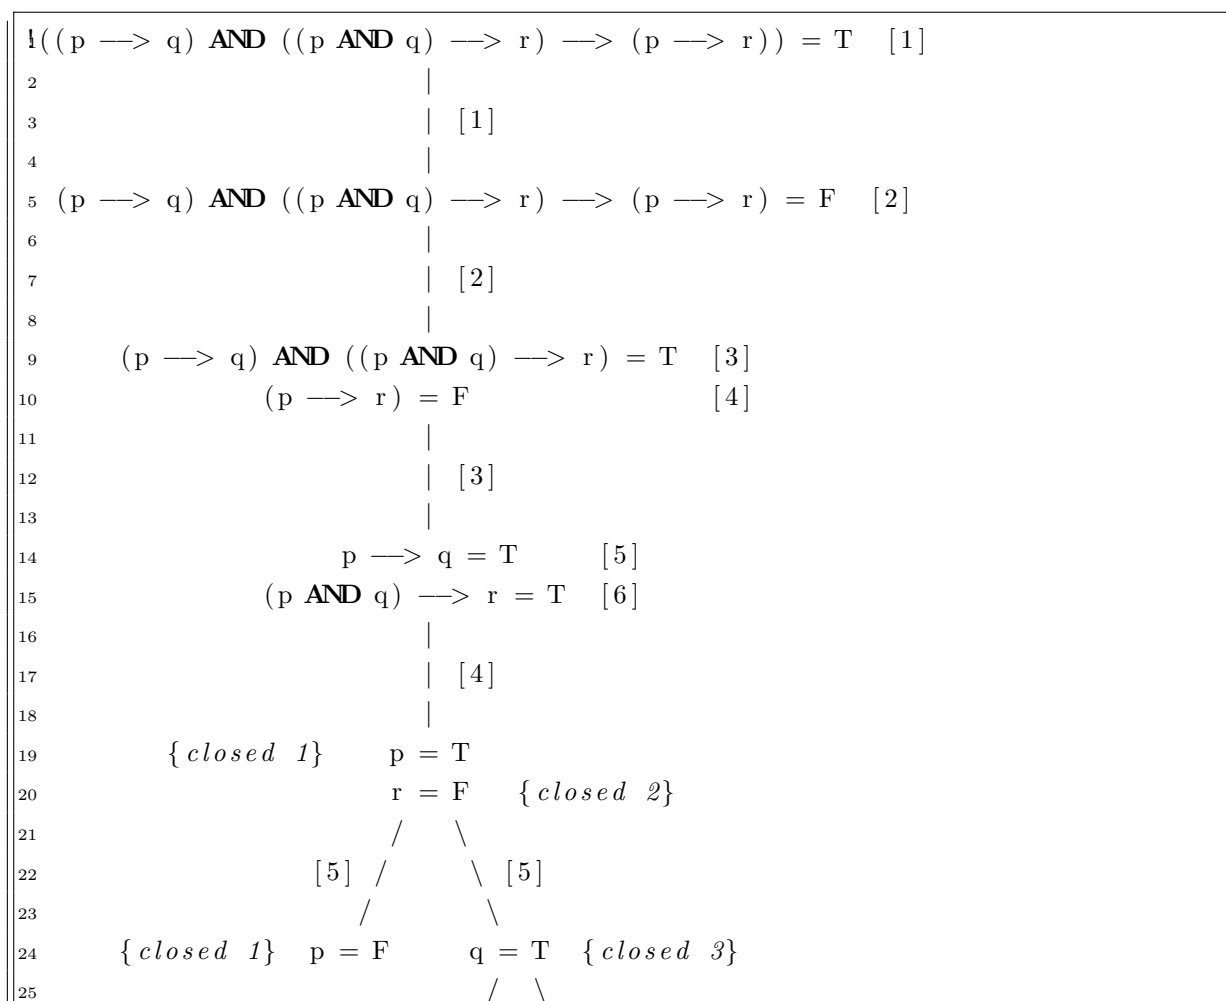 1 !((p —> q) AND ((p AND q) —> r) —> (p —> r)) = T [1]
2 |
3 | [1]
4 |
5 (p —> q) AND ((p AND q) —> r) —> (p —> r) = F [2]
6 |
7 | [2]
8 |
9 (p —> q) AND ((p AND q) —> r) = T [3]
10 (p —> r) = F [4]
11 |
12 | [3]
13 |
14 p —> q = T [5]
15 (p AND q) —> r = T [6]
16 |
17 | [4]
18 |
19 {closed 1} p = T
20 r = F {closed 2}
21 / \
22 [5] / \ [5]
23 / \
24 {closed 1} p = F q = T {closed 3}
25 / \